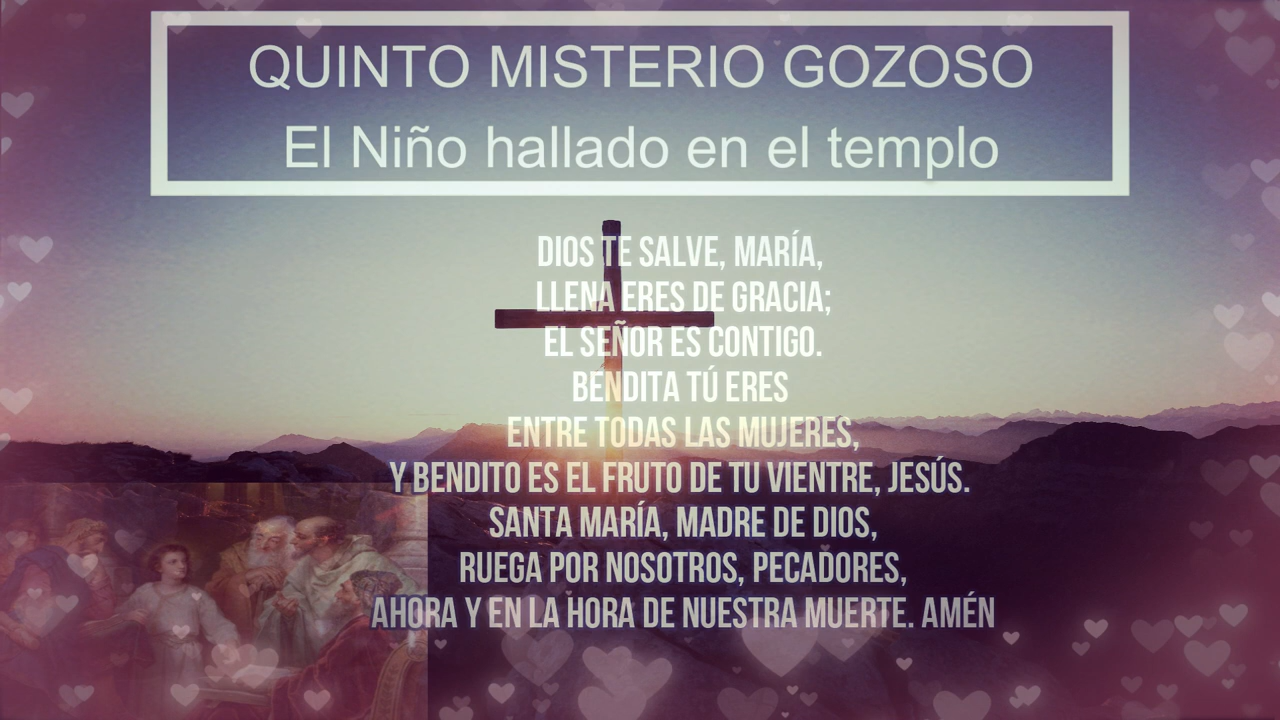 QUINTO MISTERIO GOZOSO
El Niño hallado en el templo
DIOS TE SALVE, MARÍA,
LLENA ERES DE GRACIA;
EL SEÑOR ES CONTIGO.
BENDITA TÚ ERES
ENTRE TODAS LAS MUJERES,
Y BENDITO ES EL FRUTO DE TU VIENTRE, JESÚS.
SANTA MARÍA, MADRE DE DIOS,
RUEGA POR NOSOTROS, PECADORES,
AHORA Y EN LA HORA DE NUESTRA MUERTE. AMÉN